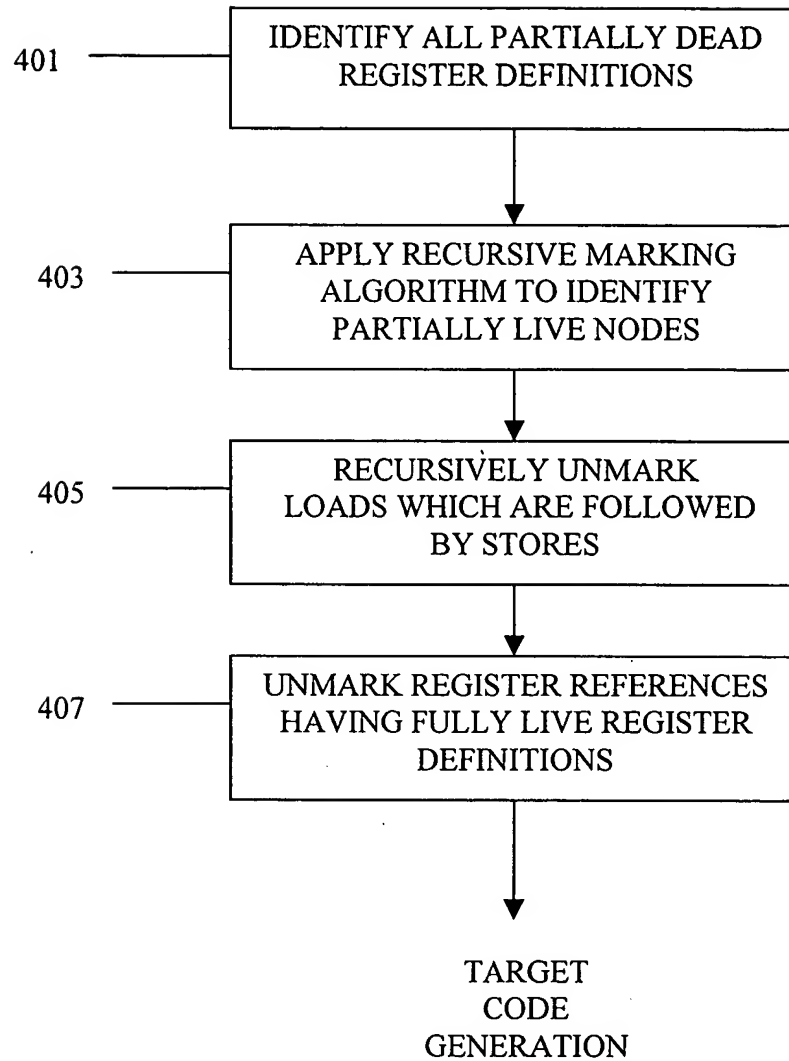 401
IDENTIFY ALL PARTIALLY DEAD
REGISTER DEFINITIONS
403
APPLY RECURSIVE MARKING
ALGORITHM TO IDENTIFY
PARTIALLY LIVE NODES
405
RECURSIVELY UNMARK
LOADS WHICH ARE FOLLOWED
BY STORES
407
UNMARK REGISTER REFERENCES
HAVING FULLY LIVE REGISTER
DEFINITIONS
TARGET
CODE
GENERATION